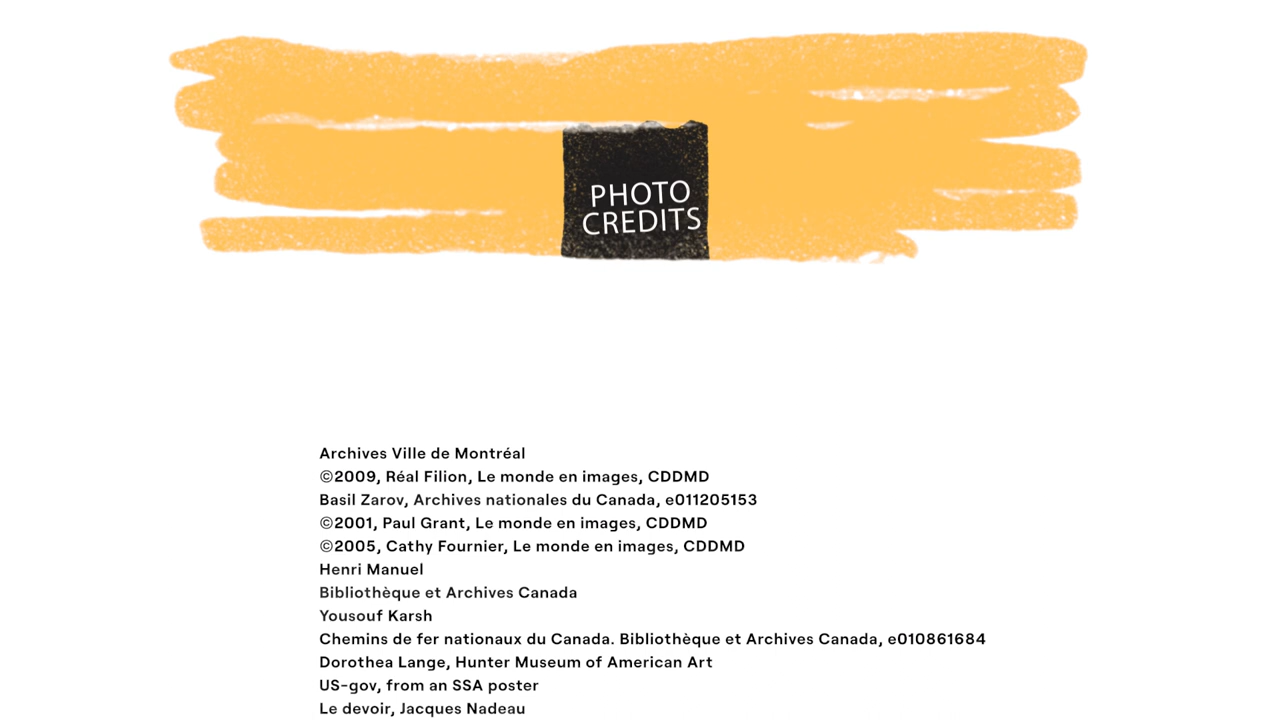 PHOTO
CREDITS
Archives Ville de Montréal
©2009, Réal Filion, Le monde en images, CDDMD
Basil Zarov, Archives nationales du Canada, e011205153
©2001, Paul Grant, Le monde en images, CDDMD
©2005, Cathy Fournier, Le monde en images, CDDMD
Henri Manuel
Bibliothèque et Archives Canada
Yousouf Karsh
Chemins de fer nationaux du Canada. Bibliothèque et Archives Canada, e010861684
Dorothea Lange, Hunter Museum of American Art
US-gov, from an SSA poster
Le devoir, Jacques Nadeau